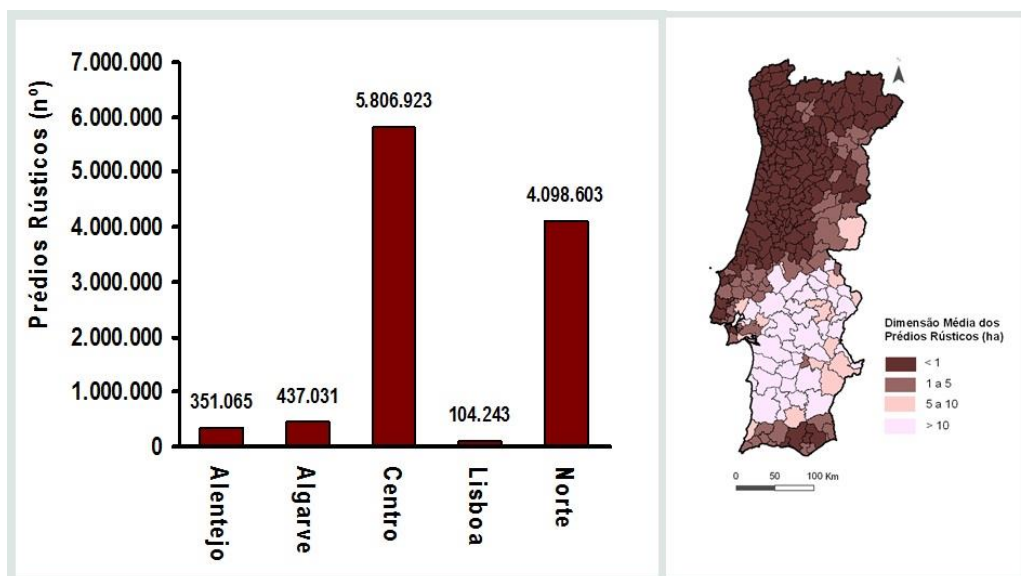 Prédios Rústicos (nº)
7.000.000
6.000.000
5.000.000
4.000.000
3.000.000
2.000.000
1.000.000
0
351.065
437.031
5.806.923
104.243
4.098.603
Alentejo
Algarve
Centro
Lisboa
Norte
Dimensão Média dos
Prédios Rústicos (ha)
< 1
1 a 5
5 a 10
> 10
0 50 100 Km